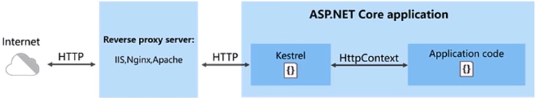 ASP.NET Core application
Internet
HTTP
Reverse proxy server:
IIS,Nginx,Apache
HTTP
Kestrel
{}
HttpContext
Application code
{}